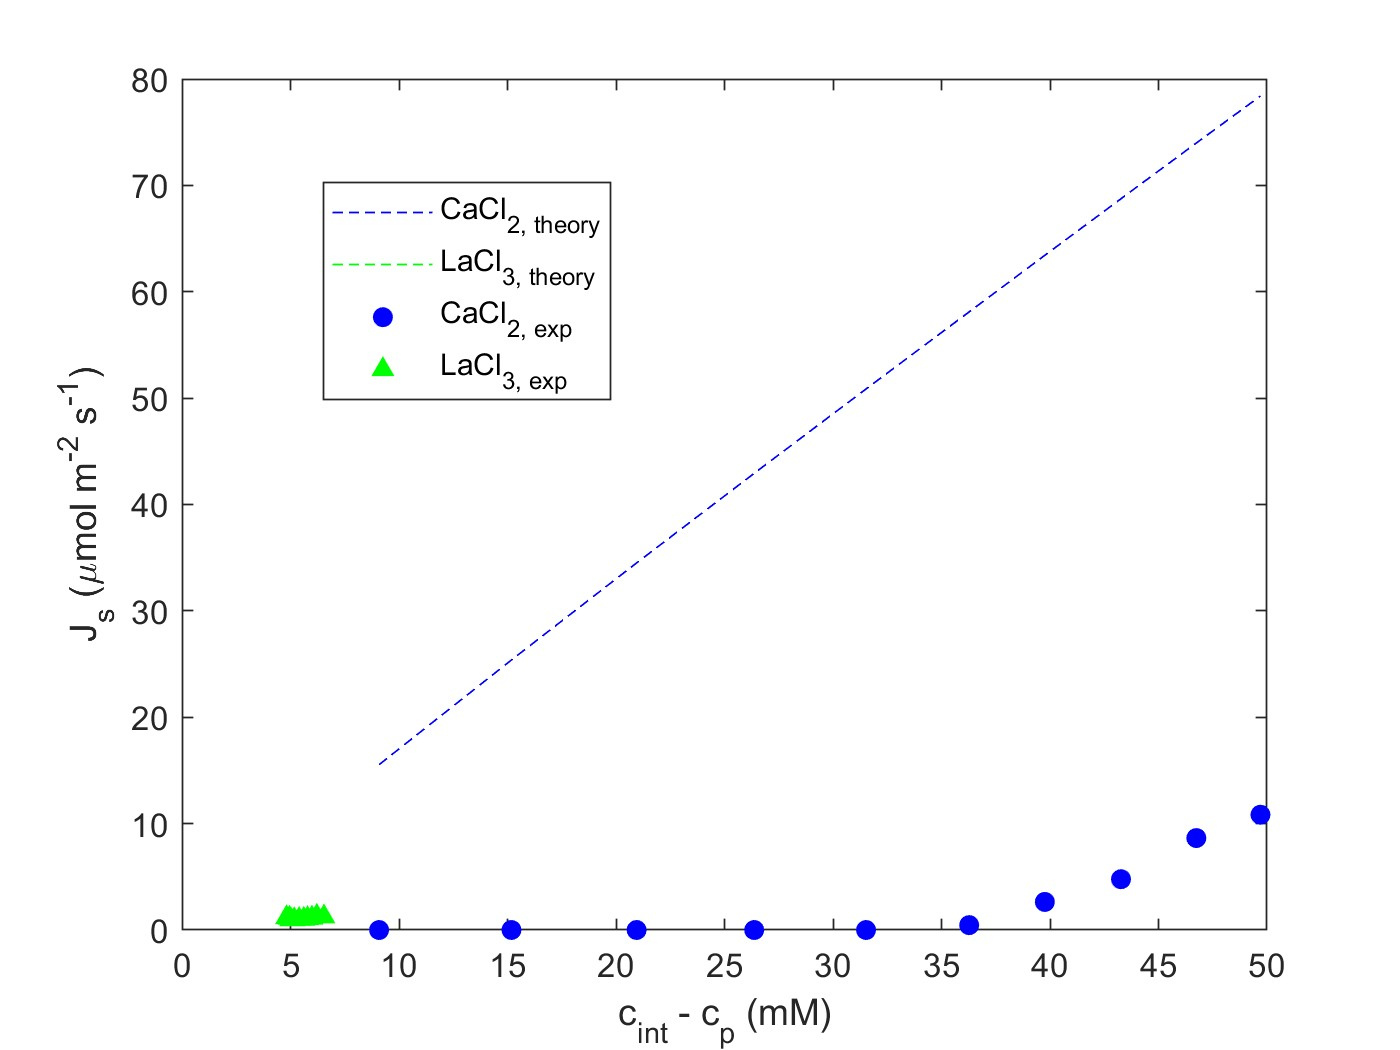 80
70
60
50
40
30
20
10
0
J_s (μmol m^-2 s^-1)
CaCl_2, theory
LaCl_3, theory
CaCl_2, exp
LaCl_3, exp
0 5 10 15 20 25 30 35 40 45 50
c_int - c_p (mM)